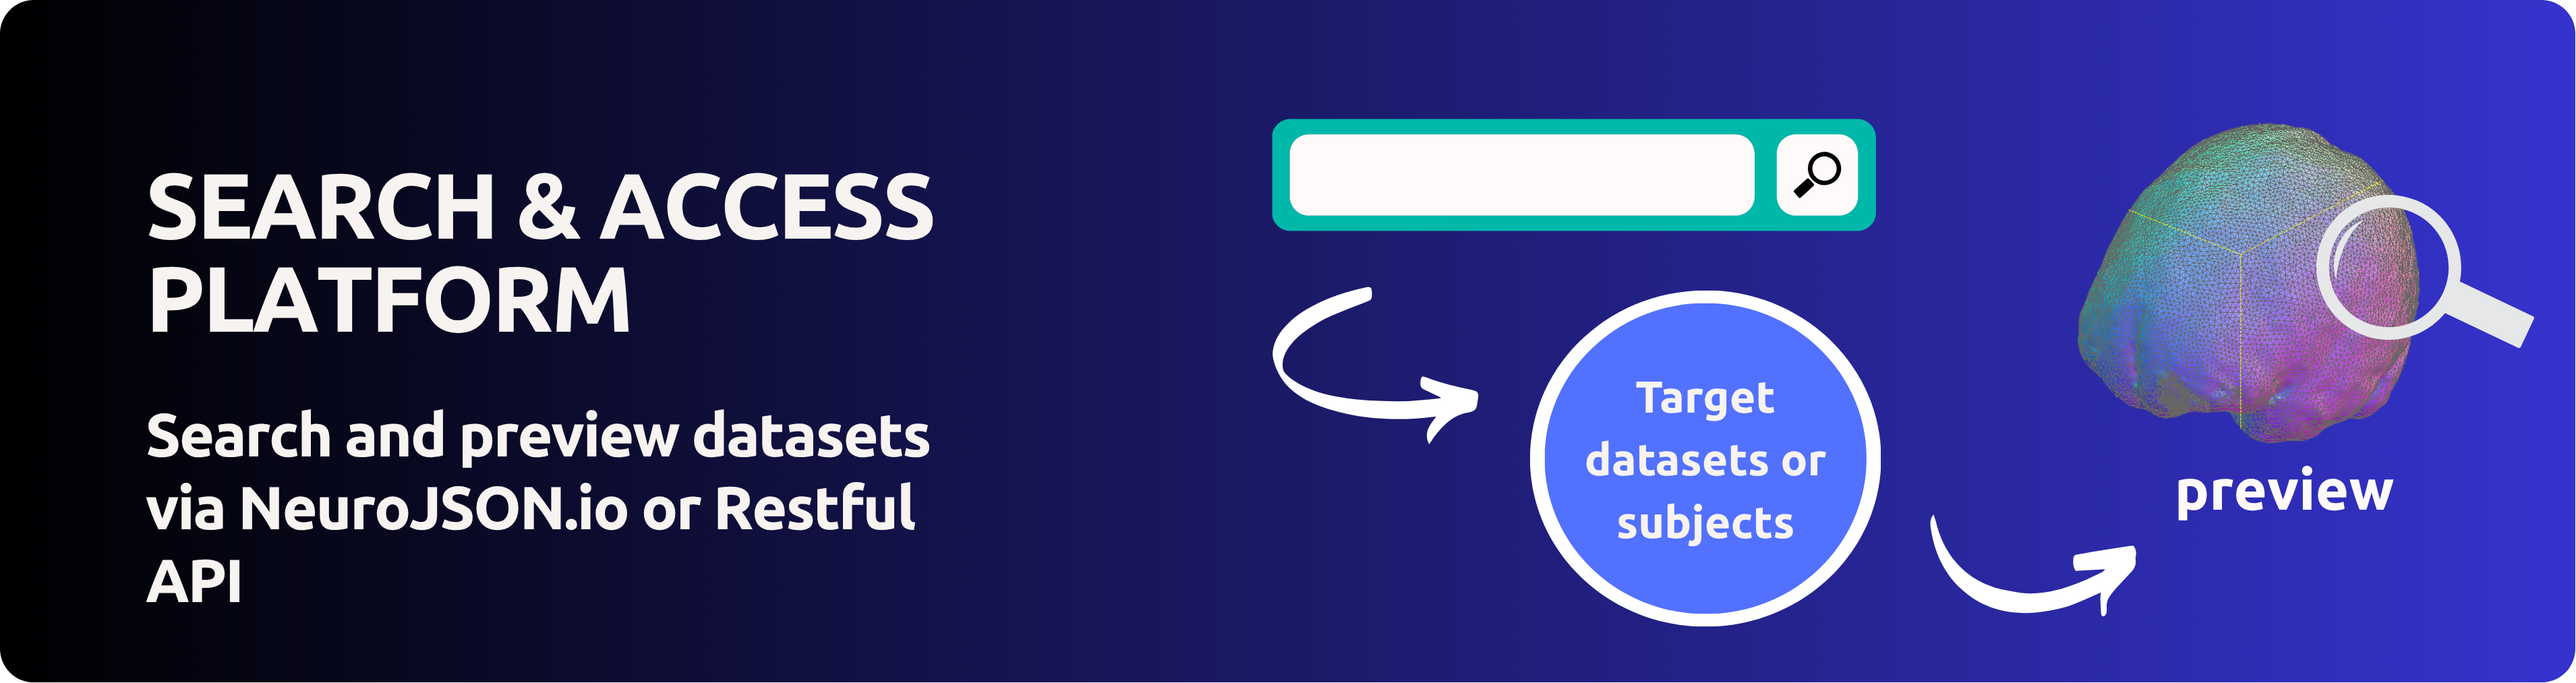 SEARCH & ACCESS
PLATFORM
Search and preview datasets
via NeuroJSON.io or Restful
API
Target
datasets or
subjects
preview